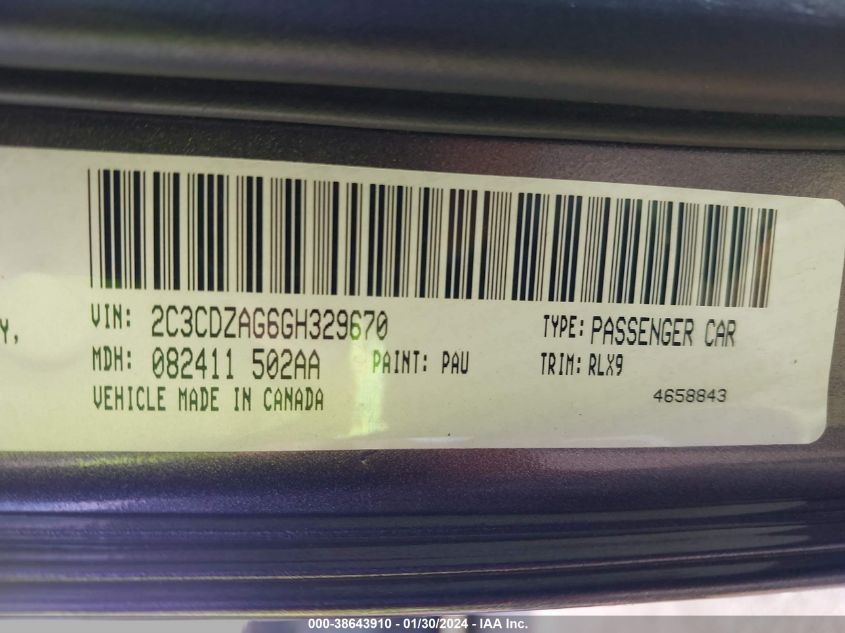 VIN: 2C3CDZAG6GH329670 TYPE: PASSENGER CAR
Y,
MDH: 082411 502AA PAINT: PAU TRIM: RLX9
VEHICLE MADE IN CANADA 4658843
000-38643910 - 01/30/2024 - IAA Inc.